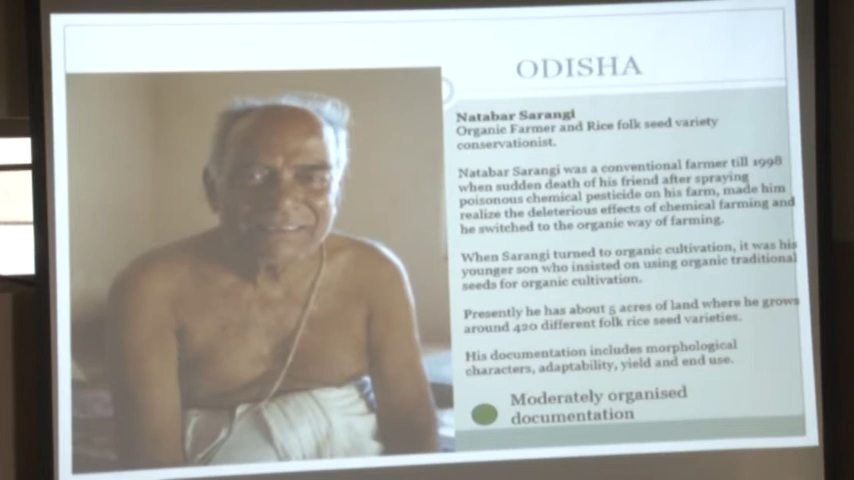 ODISHA
Natabar Sarangi
Organic Farmer and Rice folk seed variety
conservationist.
Natabar Sarangi was a conventional farmer till 1998
when sudden death of his friend after spraying
poisonous chemical pesticide on his farm, made him
realize the deleterious effects of chemical farming and
he switched to the organic way of farming.
When Sarangi turned to organic cultivation, it was his
younger son who insisted on using organic traditional
seeds for organic cultivation.
Presently he has about 5 acres of land where he grows
around 420 different folk rice seed varieties.
His documentation includes morphological
characters, adaptability, yield and end use.
Moderately organised
documentation